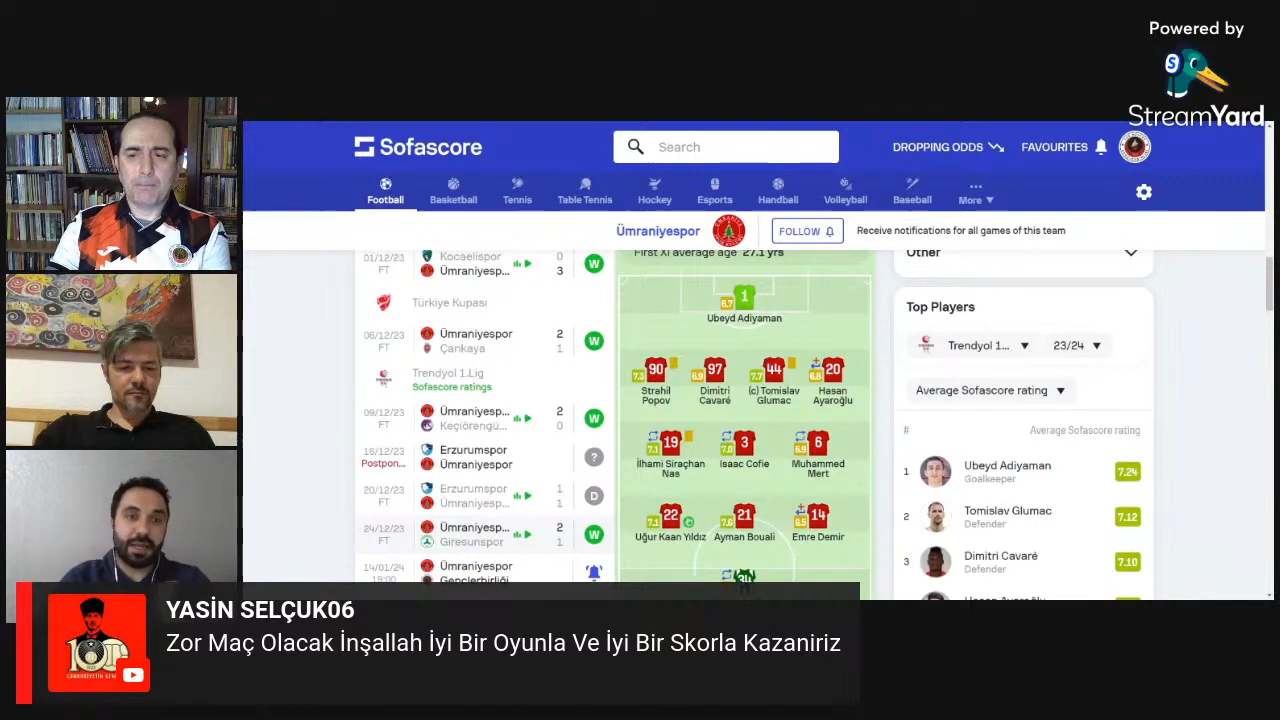 Powered by
StreamYard
Sofascore
Search
DROPPING ODDS
FAVOURITES
Football
Basketball
Tennis
Table Tennis
Hockey
Esports
Handball
Volleyball
Baseball
More
Ümraniyespor
FOLLOW
Receive notifications for all games of this team
01/12/23
FT
Kocaelispor 0
Ümraniyesp... 3
W
Türkiye Kupası
06/12/23
FT
Ümraniyespor 2
Çankaya 1
W
Trendyol 1.Lig
Sofascore ratings
09/12/23
FT
Ümraniyesp... 2
Keçiörengü... 0
W
16/12/23
Postpon...
Erzurumspor
Ümraniyespor
?
20/12/23
FT
Erzurumspor 1
Ümraniyesp... 1
D
24/12/23
FT
Ümraniyesp... 2
Giresunspor 1
W
14/01/24
19:00
Ümraniyespor
Gençlerbirliği
First XI average age 27.1 yrs
1
6.7
Ubeyd Adiyaman
90 97 44 20
7.3 6.9 7.7 6.8
Strahil Popov
Dimitri Cavaré
(c) Tomislav Glumac
Hasan Ayaroğlu
19 3 6
7.1 7.0 6.9
İlhami Siraçhan Nas
Isaac Cofie
Muhammed Mert
22 21 14
7.1 7.6 6.5
Uğur Kaan Yıldız
Ayman Bouali
Emre Demir
Other
Top Players
Trendyol 1...
23/24
Average Sofascore rating
# Average Sofascore rating
1 Ubeyd Adiyaman 7.24
Goalkeeper
2 Tomislav Glumac 7.12
Defender
3 Dimitri Cavaré 7.10
Defender
YASİN SELÇUK06
Zor Maç Olacak İnşallah İyi Bir Oyunla Ve İyi Bir Skorla Kazaniriz